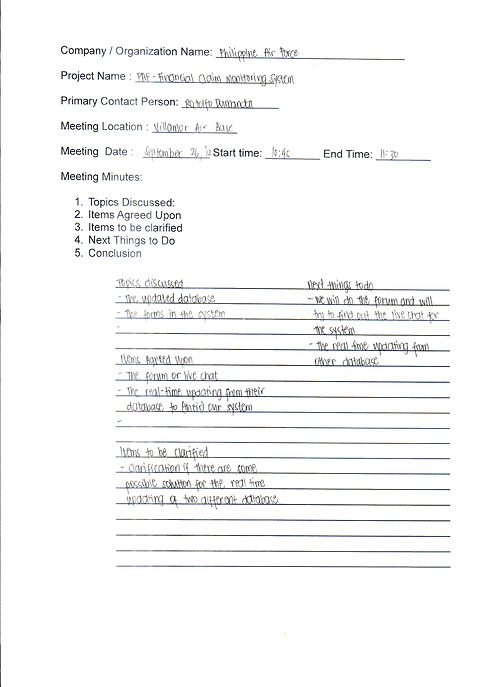 Company / Organization Name: Philippine Air Force
Project Name : PAF - Financial Claim Monitoring System
Primary Contact Person: Rodolfo
Meeting Location : Villamor Air Base
Meeting Date : September 26, Start time: 10:45 End Time: 11:30
Meeting Minutes:
1. Topics Discussed:
2. Items Agreed Upon
3. Items to be clarified
4. Next Things to Do
5. Conclusion
Topics discussed
- The updated database
- The forms in the system
-
Items agreed upon
- The forum or live chat
- The real-time updating from their
database to our system
-
Items to be clarified
- clarification if there are some
possible solution for the real time
updating of two different database
Next things to do
- we will do the forum and will
try to find out the live chat for
the system
- The real time updating from
other database